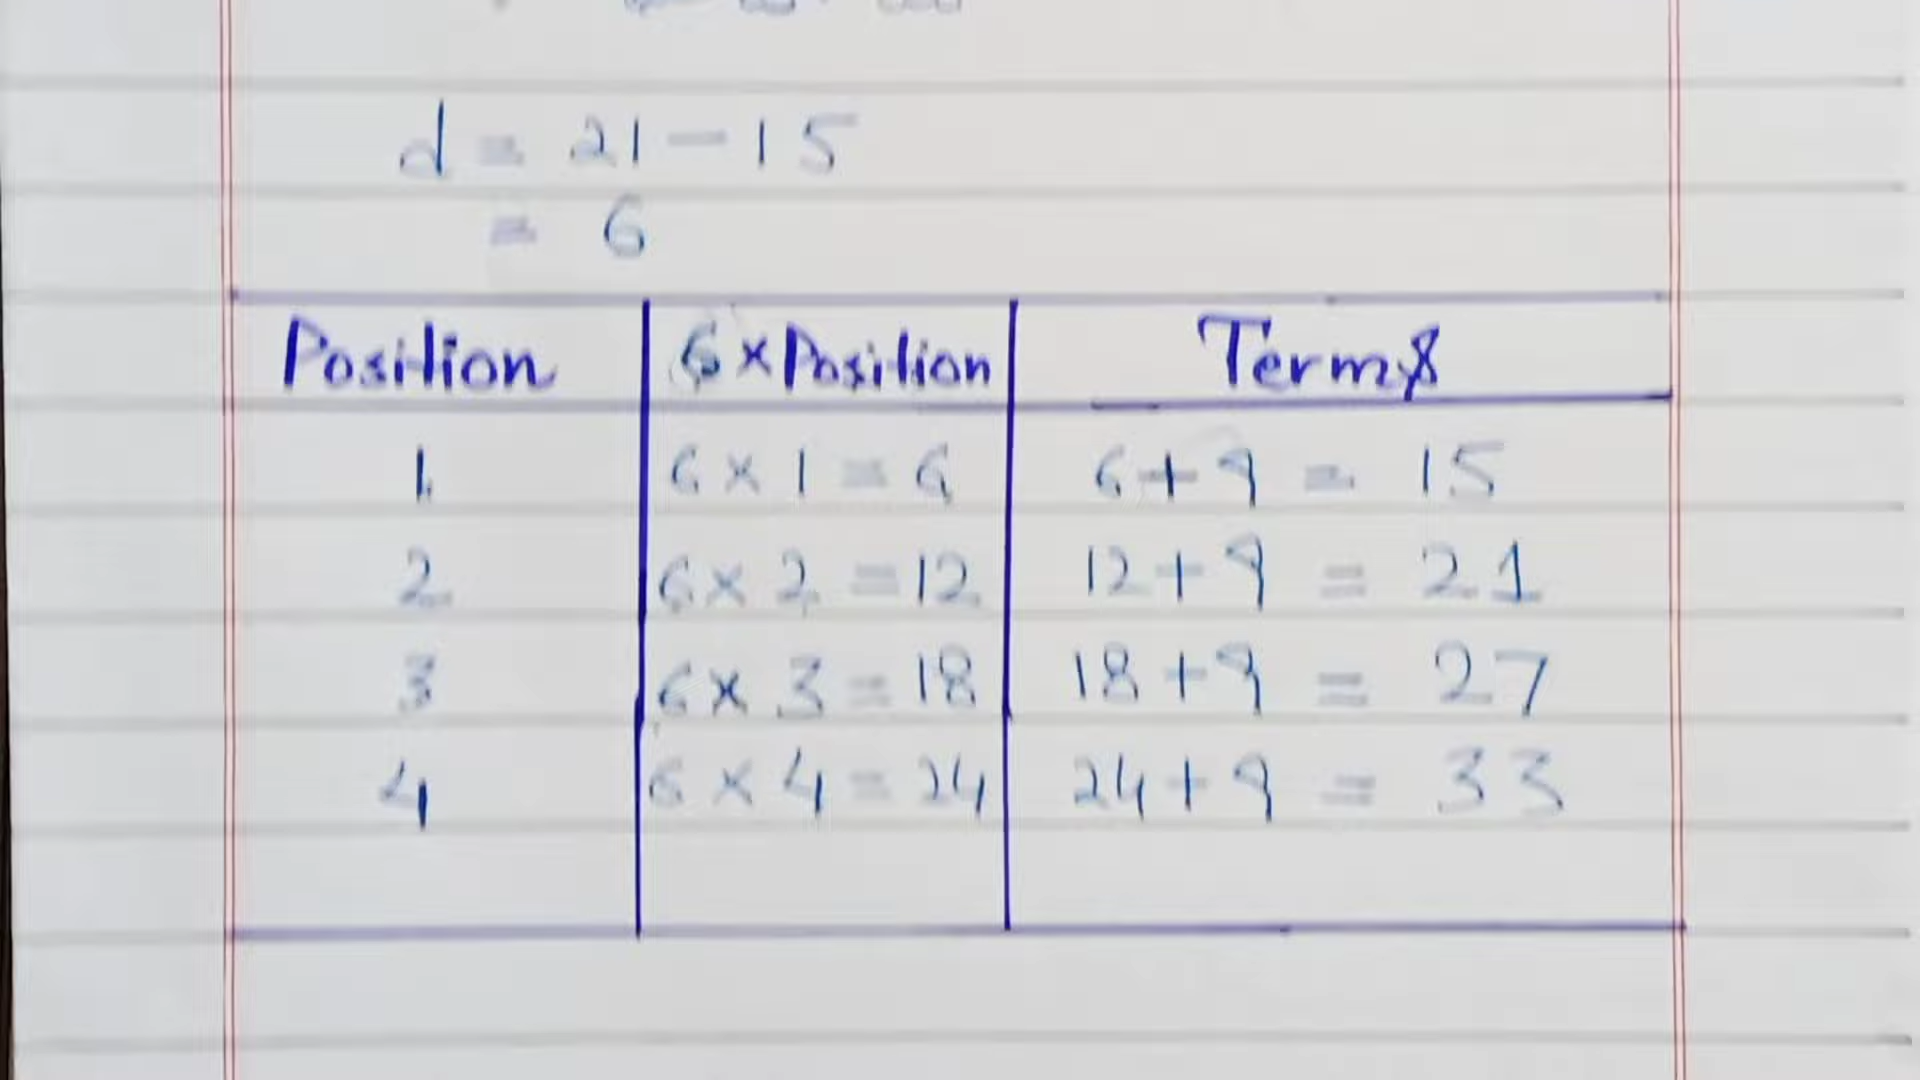 d = 21 - 15
= 6
Position 6 × Position Terms
1 6 × 1 = 6 6 + 9 = 15
2 6 × 2 = 12 12 + 9 = 21
3 6 × 3 = 18 18 + 9 = 27
4 6 × 4 = 24 24 + 9 = 33